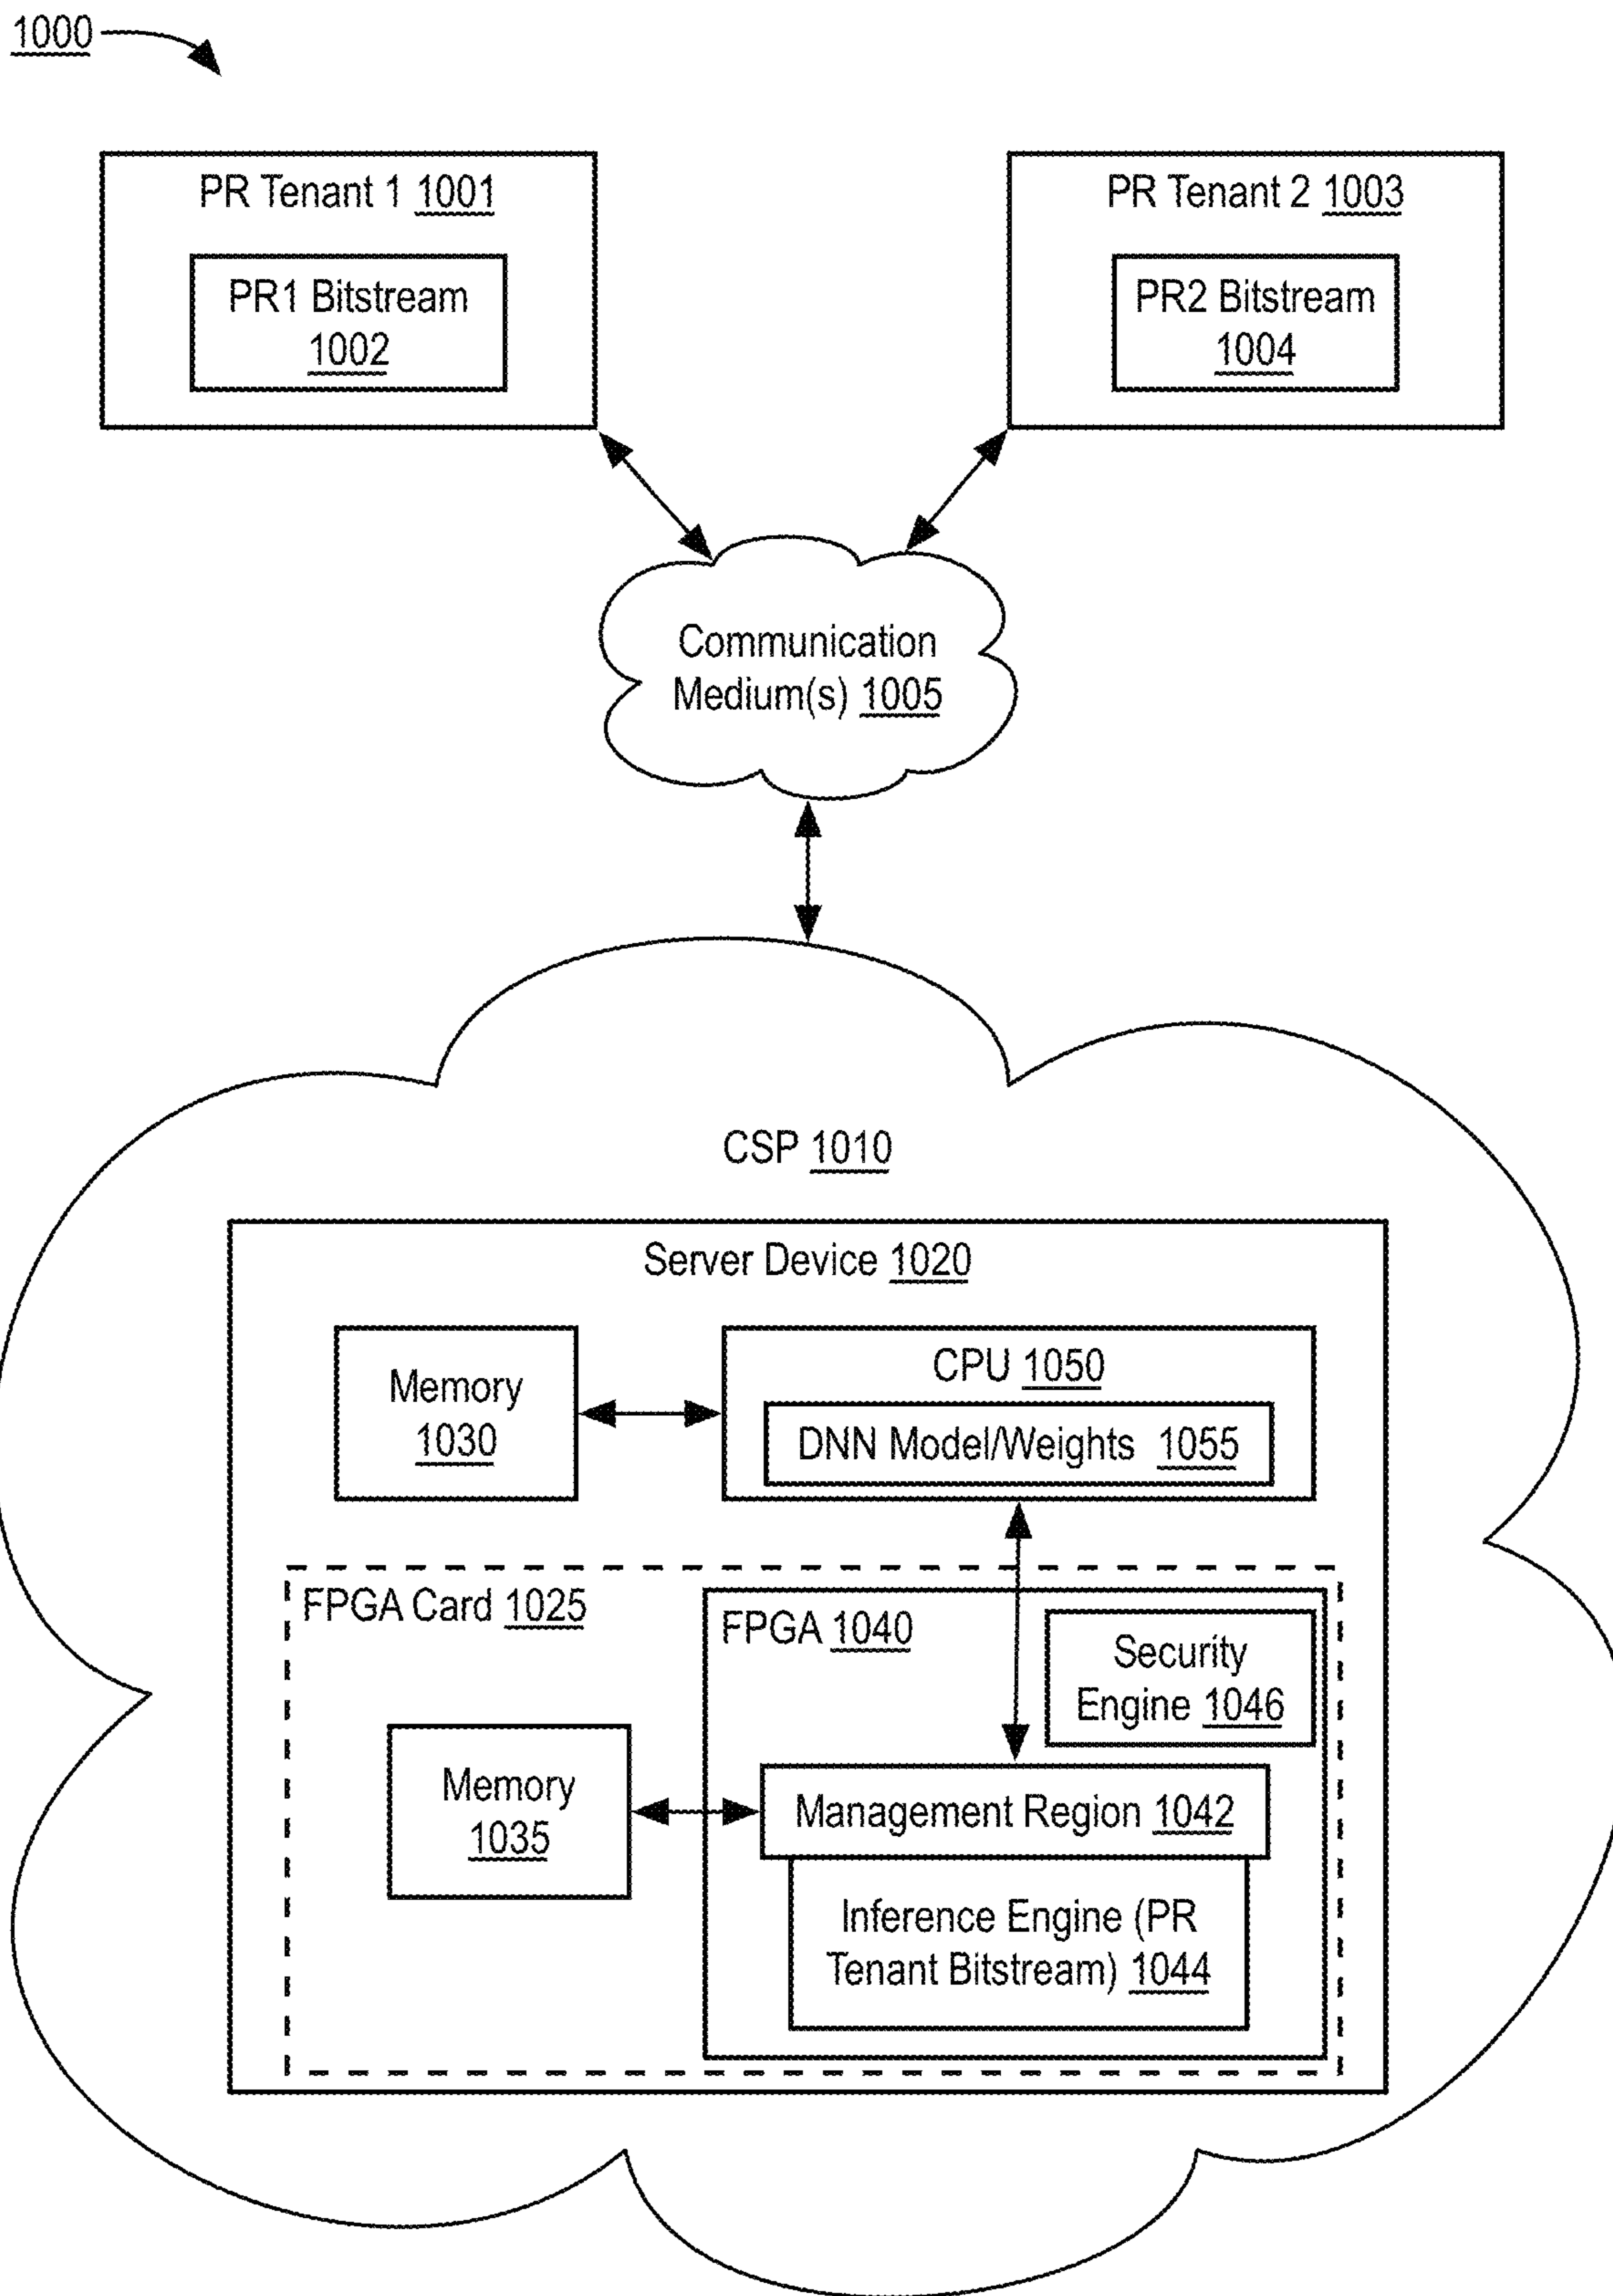 1000
PR Tenant 1 1001
PR1 Bitstream
1002
PR Tenant 2 1003
PR2 Bitstream
1004
Communication
Medium(s) 1005
CSP 1010
Server Device 1020
Memory
1030
CPU 1050
DNN Model/Weights 1055
FPGA Card 1025
FPGA 1040
Security
Engine 1046
Memory
1035
Management Region 1042
Inference Engine (PR
Tenant Bitstream) 1044